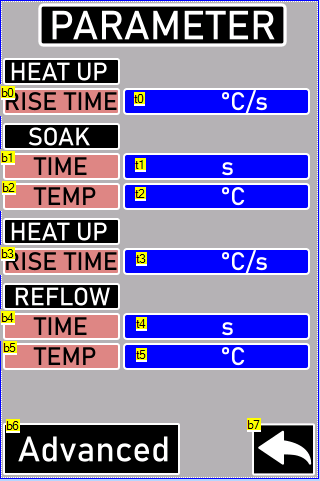 PARAMETER
HEAT UP
b0 RISE TIME t0 °C/s
SOAK
b1 TIME t1 s
b2 TEMP t2 °C
HEAT UP
b3 RISE TIME t3 °C/s
REFLOW
b4 TIME t4 s
b5 TEMP t5 °C
b6 b7
Advanced